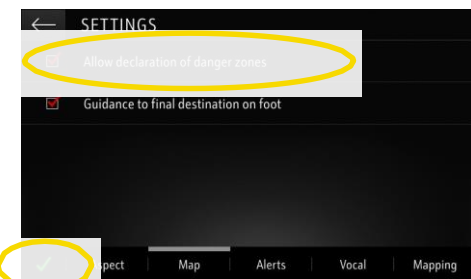 SETTINGS
Allow declaration of danger zones
Guidance to final destination on foot
spect Map Alerts Vocal Mapping